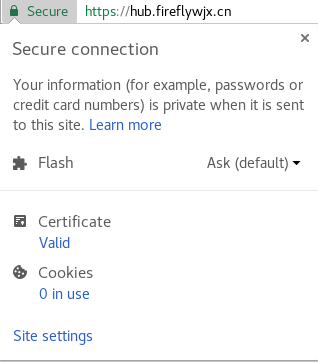 Secure https://hub.fireflywjx.cn
Secure connection
Your information (for example, passwords or
credit card numbers) is private when it is sent
to this site. Learn more
Flash Ask (default)
Certificate
Valid
Cookies
0 in use
Site settings